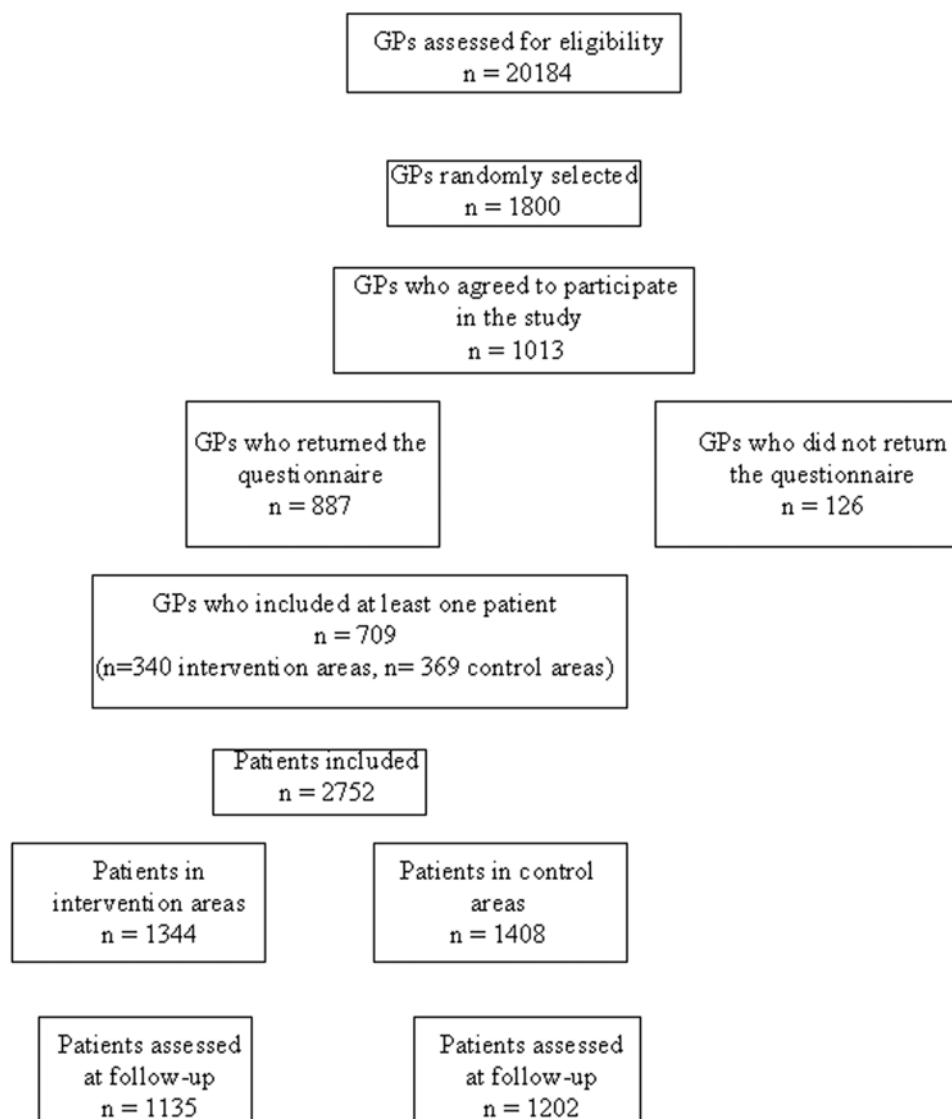 GPs assessed for eligibility
n = 20184
GPs randomly selected
n = 1800
GPs who agreed to participate
in the study
n = 1013
GPs who returned the
questionnaire
n = 887
GPs who did not return
the questionnaire
n = 126
GPs who included at least one patient
n = 709
(n=340 intervention areas, n= 369 control areas)
Patients included
n = 2752
Patients in
intervention areas
n = 1344
Patients in control
areas
n = 1408
Patients assessed
at follow-up
n = 1135
Patients assessed
at follow-up
n = 1202